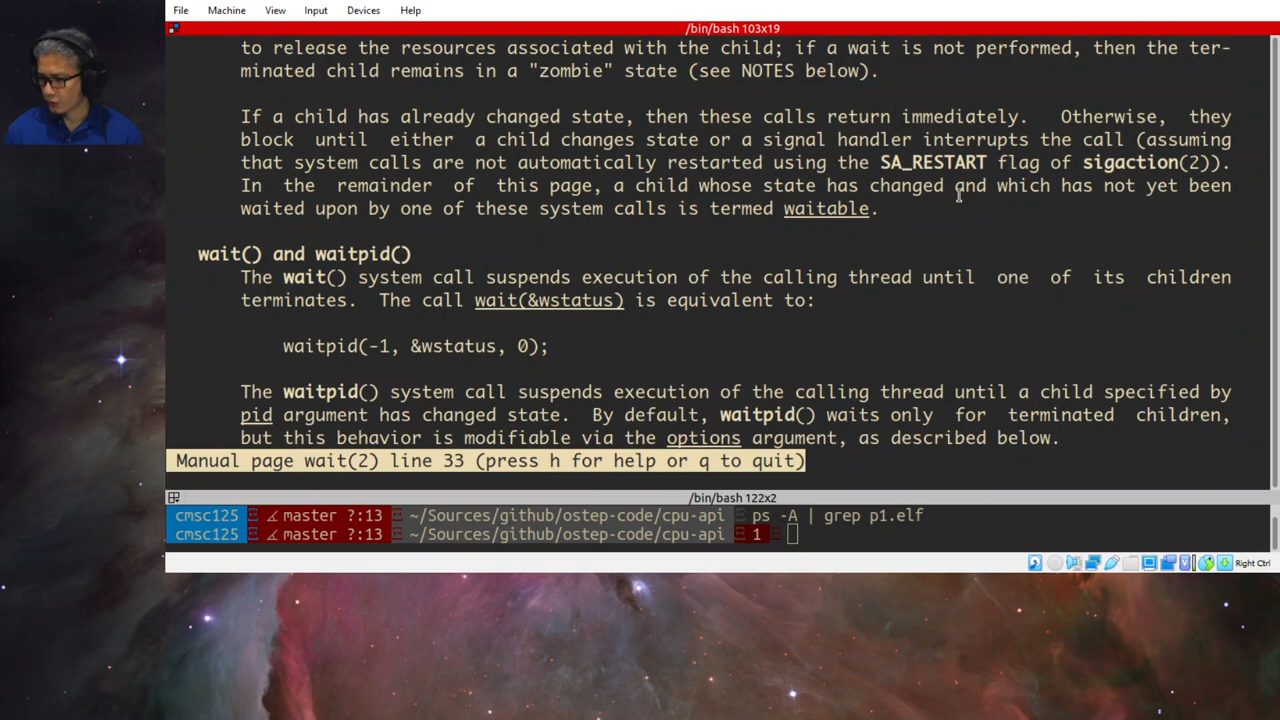 File Machine View Input Devices Help
/bin/bash 103x19
to release the resources associated with the child; if a wait is not performed, then the ter-
minated child remains in a "zombie" state (see NOTES below).
If a child has already changed state, then these calls return immediately. Otherwise, they
block until either a child changes state or a signal handler interrupts the call (assuming
that system calls are not automatically restarted using the SA_RESTART flag of sigaction(2)).
In the remainder of this page, a child whose state has changed and which has not yet been
waited upon by one of these system calls is termed waitable.
wait() and waitpid()
The wait() system call suspends execution of the calling thread until one of its children
terminates. The call wait(&wstatus) is equivalent to:
waitpid(-1, &wstatus, 0);
The waitpid() system call suspends execution of the calling thread until a child specified by
pid argument has changed state. By default, waitpid() waits only for terminated children,
but this behavior is modifiable via the options argument, as described below.
Manual page wait(2) line 33 (press h for help or q to quit)
/bin/bash 122x2
cmsc125 ∡ master ?:13 ~/Sources/github/ostep-code/cpu-api ps -A | grep p1.elf
cmsc125 ∡ master ?:13 ~/Sources/github/ostep-code/cpu-api 1
Right Ctrl